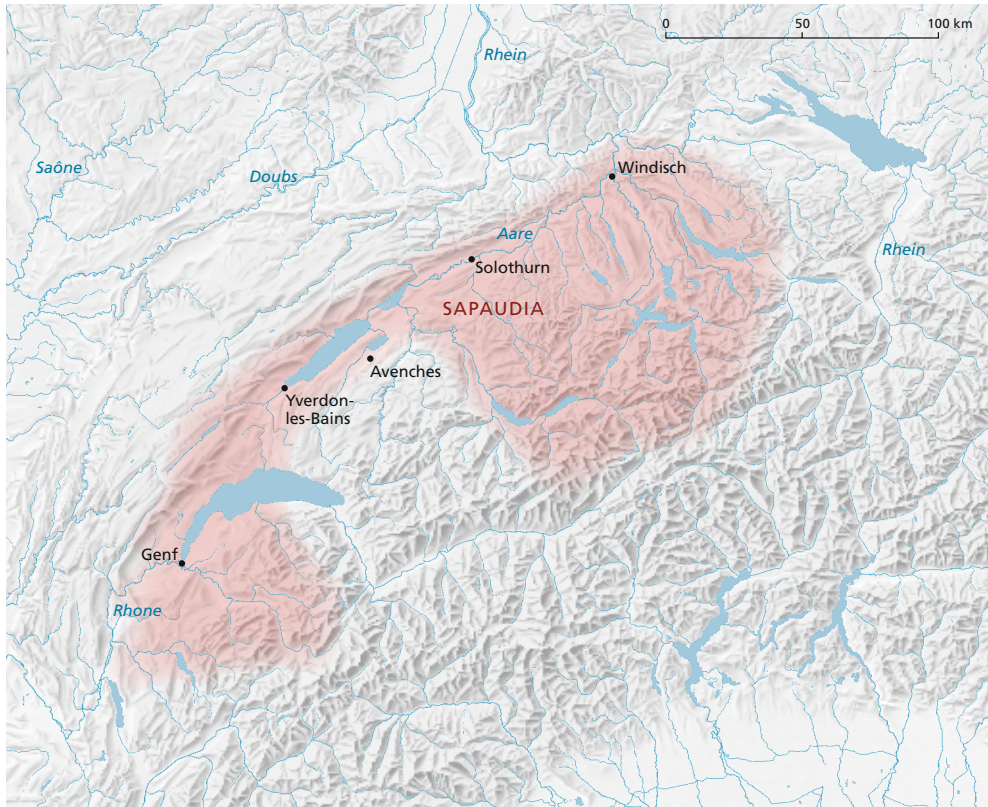 0 50 100 km
Rhein
Saône
Doubs
Windisch
Aare
Rhein
Solothurn
SAPAUDIA
Avenches
Yverdon-
les-Bains
Genf
Rhone